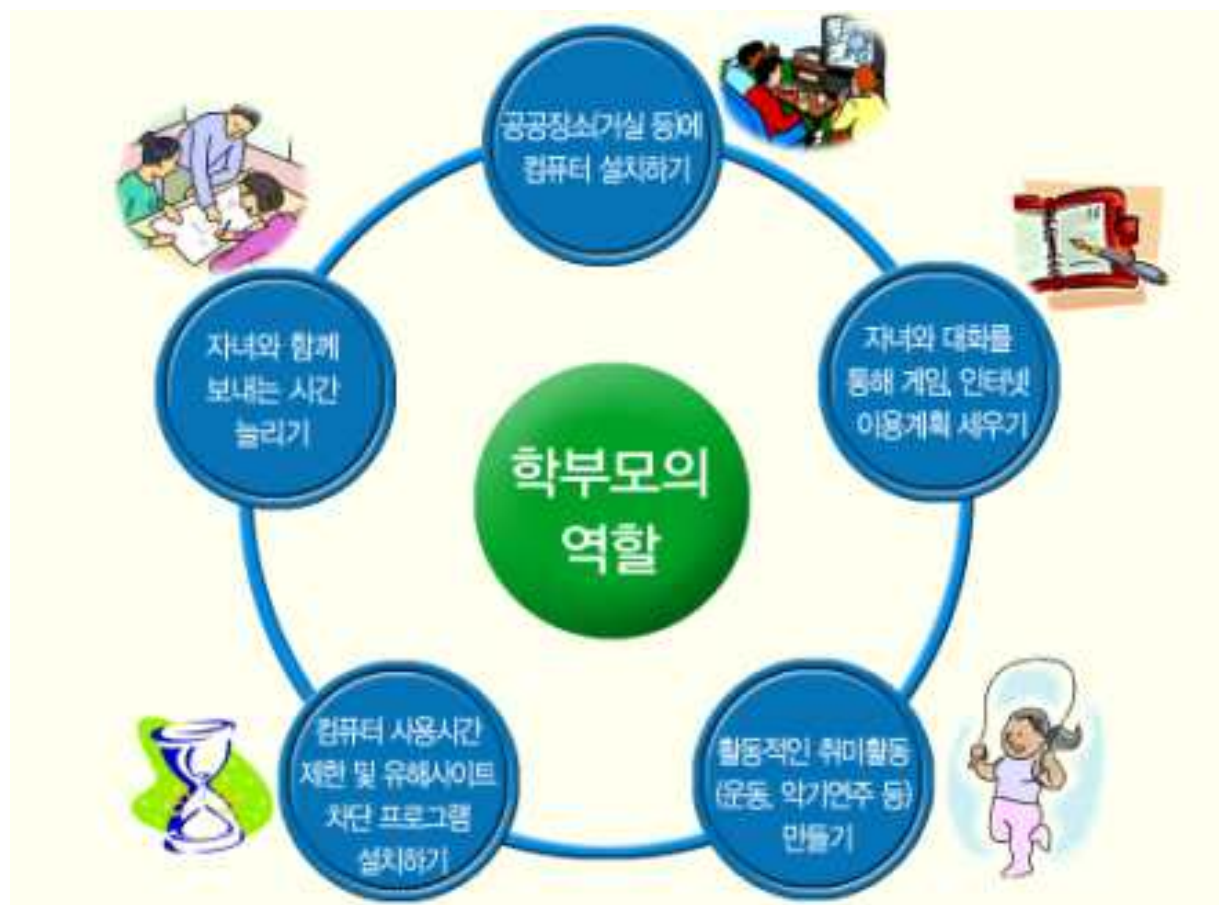 공공장소(거실 등)에
컴퓨터 설치하기
자녀와 대화를
통해 게임, 인터넷
이용계획 세우기
활동적인 취미활동
(운동, 악기연주 등)
만들기
컴퓨터 사용시간
제한 및 유해사이트
차단 프로그램
설치하기
자녀와 함께
보내는 시간
늘리기
학부모의
역할